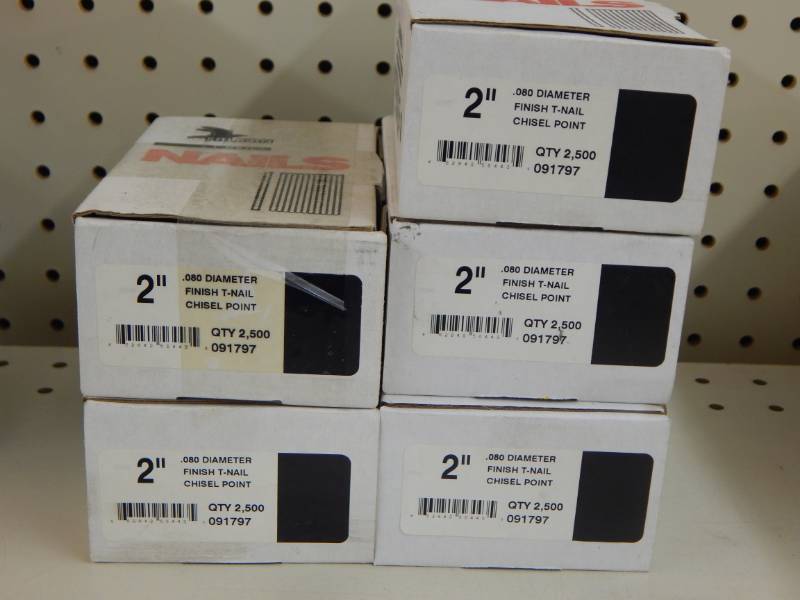 NAILS
2"
.080 DIAMETER
FINISH T-NAIL
CHISEL POINT
QTY 2,500
091797
NAILS
2"
.080 DIAMETER
FINISH T-NAIL
CHISEL POINT
QTY 2,500
091797
2"
.080 DIAMETER
FINISH T-NAIL
CHISEL POINT
QTY 2,500
091797
2"
.080 DIAMETER
FINISH T-NAIL
CHISEL POINT
QTY 2,500
091797
2"
.080 DIAMETER
FINISH T-NAIL
CHISEL POINT
QTY 2,500
091797